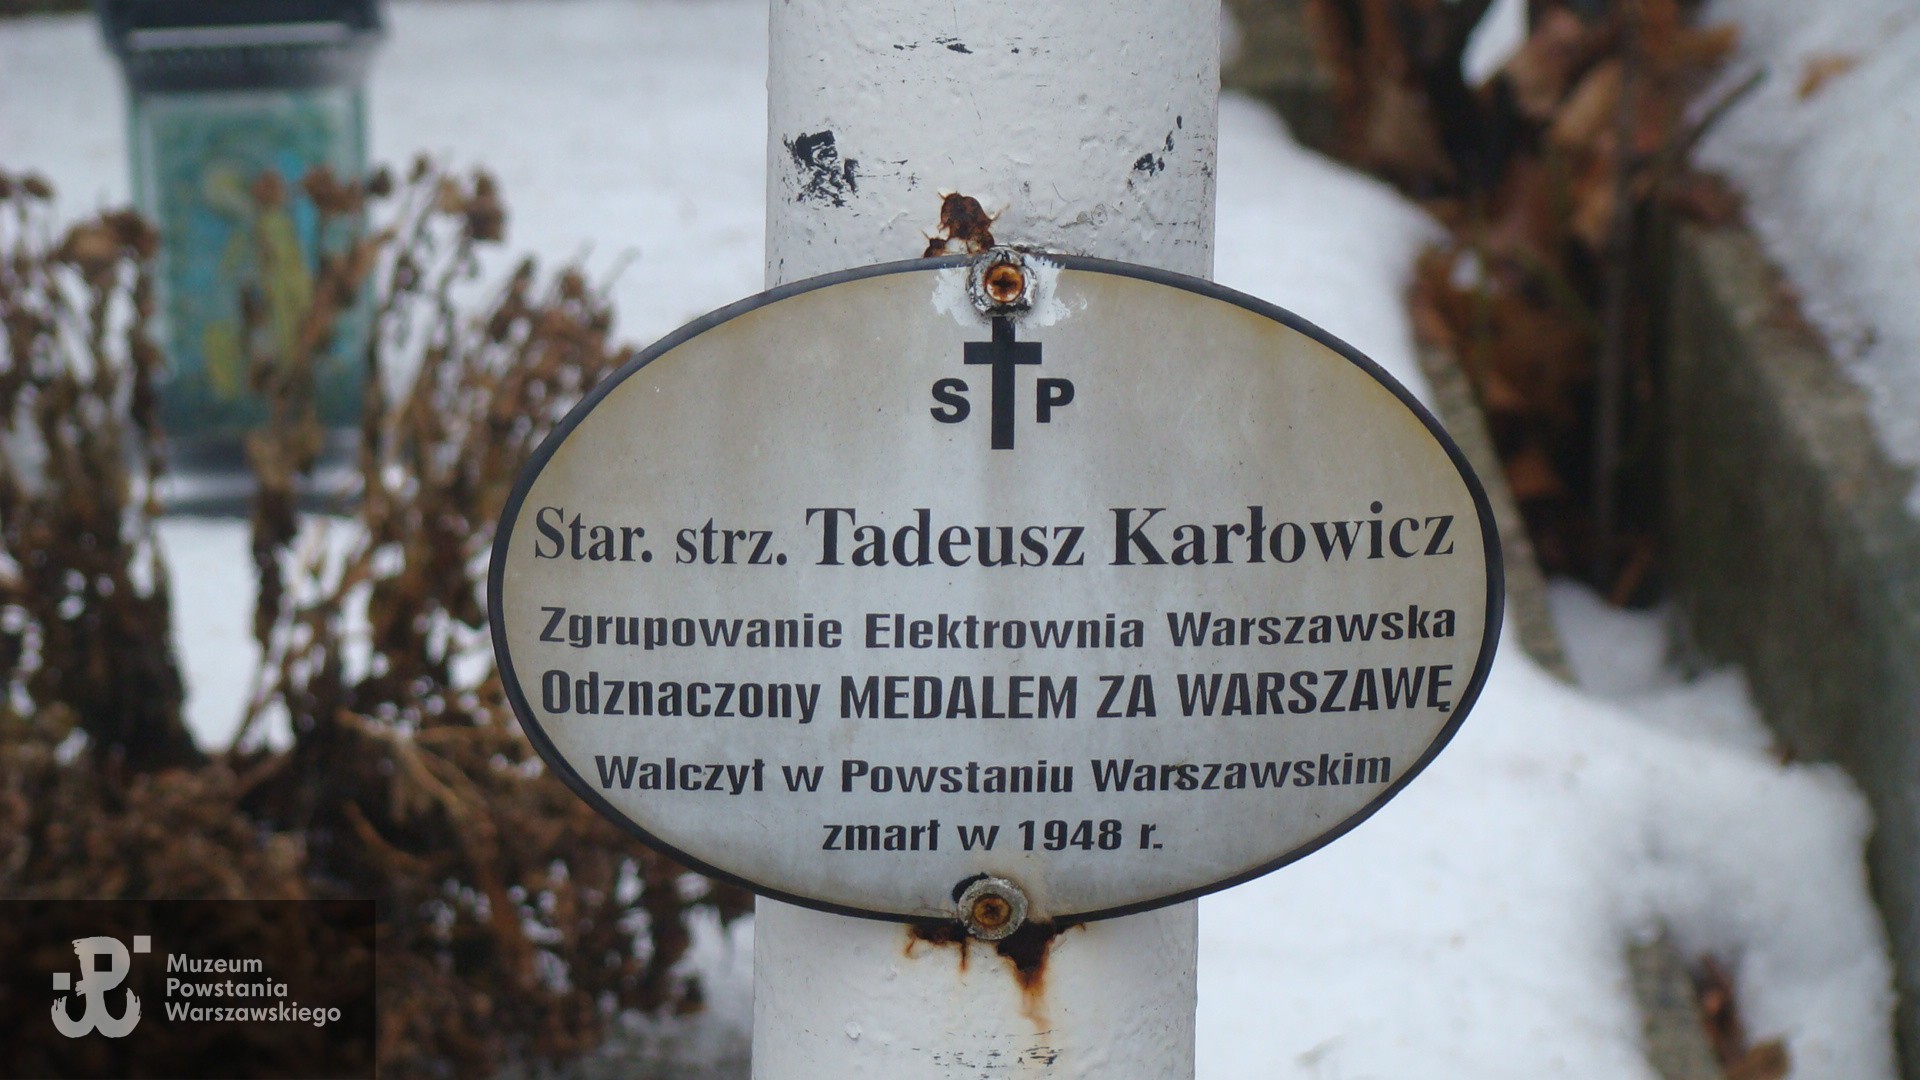 S P
Star. strz. Tadeusz Karłowicz
Zgrupowanie Elektrownia Warszawska
Odznaczony MEDALEM ZA WARSZAWĘ
Walczył w Powstaniu Warszawskim
zmarł w 1948 r.
Muzeum
Powstania
Warszawskiego